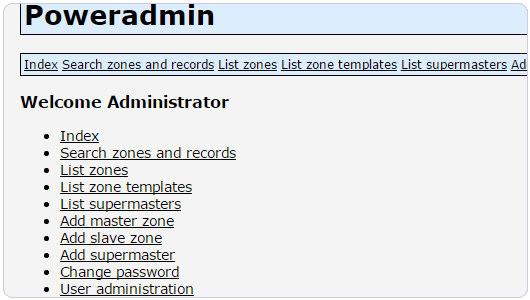 Poweradmin
Index Search zones and records List zones List zone templates List supermasters Ad
Welcome Administrator
Index
Search zones and records
List zones
List zone templates
List supermasters
Add master zone
Add slave zone
Add supermaster
Change password
User administration